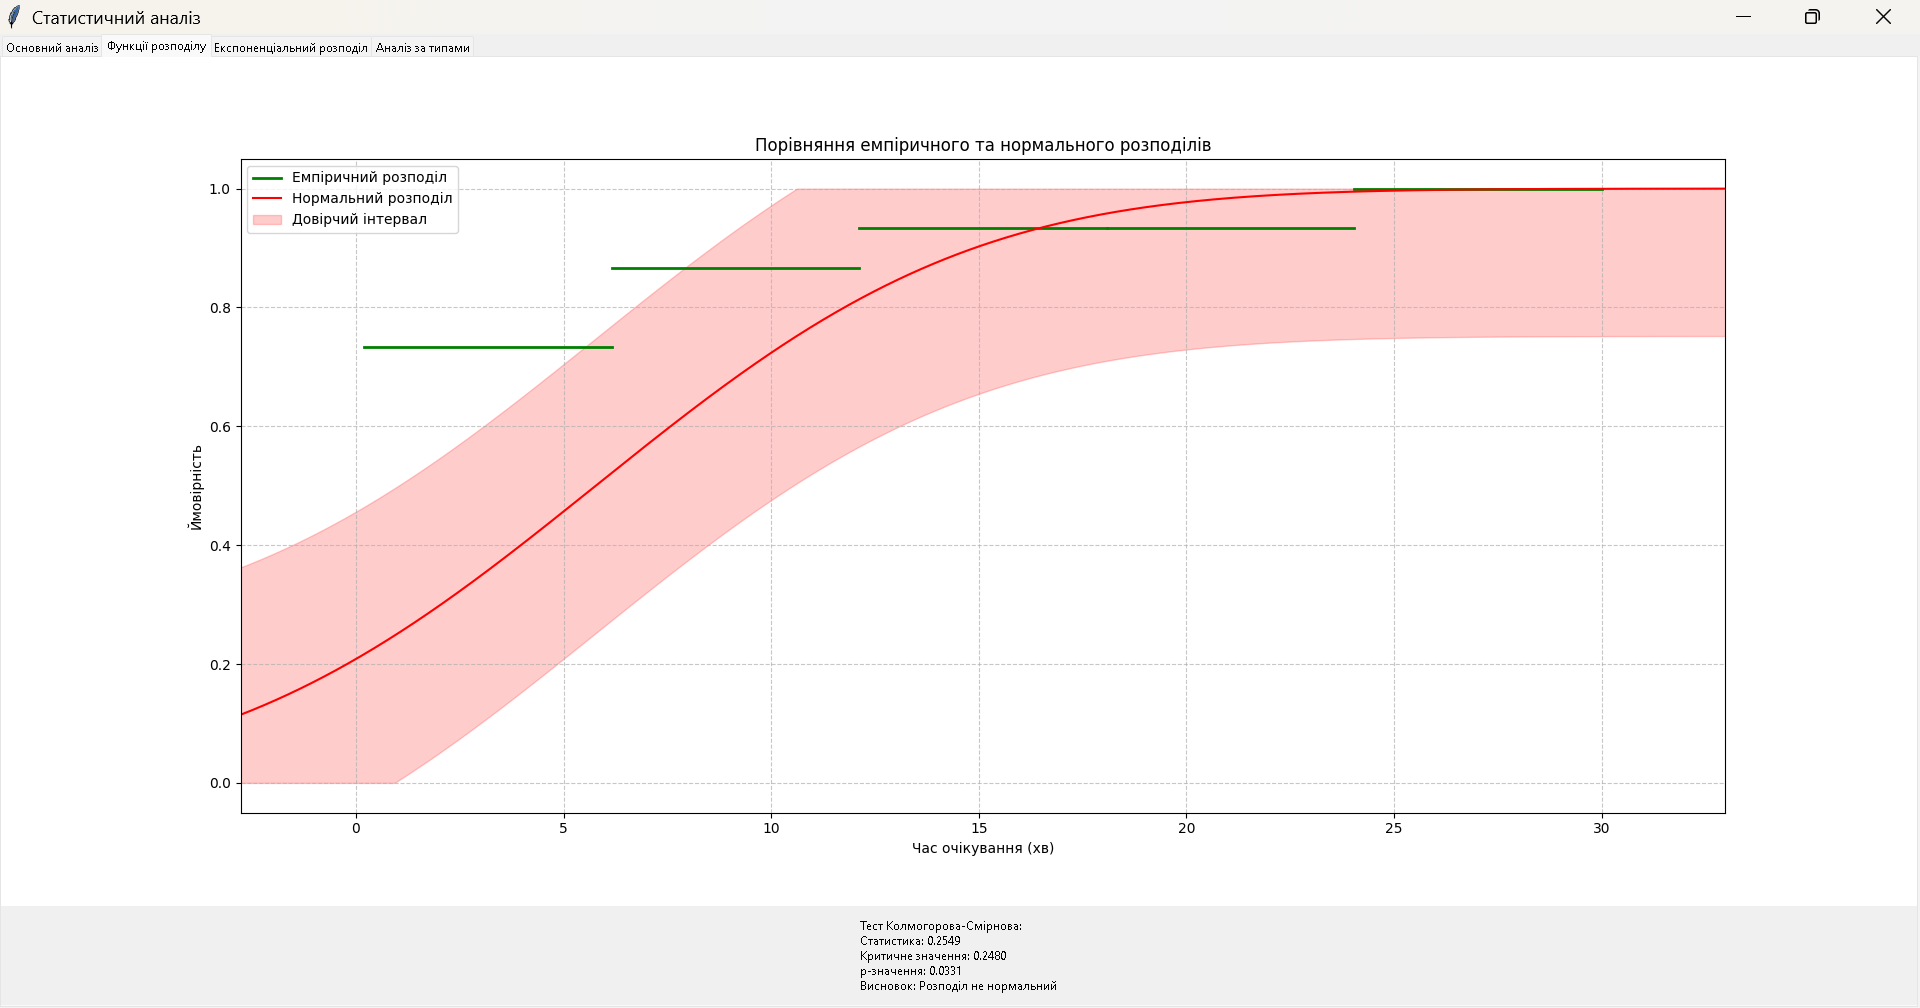 Статистичний аналіз
Основний аналіз Функції розподілу Експоненціальний розподіл Аналіз за типами
Порівняння емпіричного та нормального розподілів
Емпіричний розподіл
Нормальний розподіл
Довірчий інтервал
1.0
0.8
0.6
0.4
0.2
0.0
Ймовірність
0 5 10 15 20 25 30
Час очікування (хв)
Тест Колмогорова-Смірнова:
Статистика: 0.2549
Критичне значення: 0.2480
p-значення: 0.0331
Висновок: Розподіл не нормальний